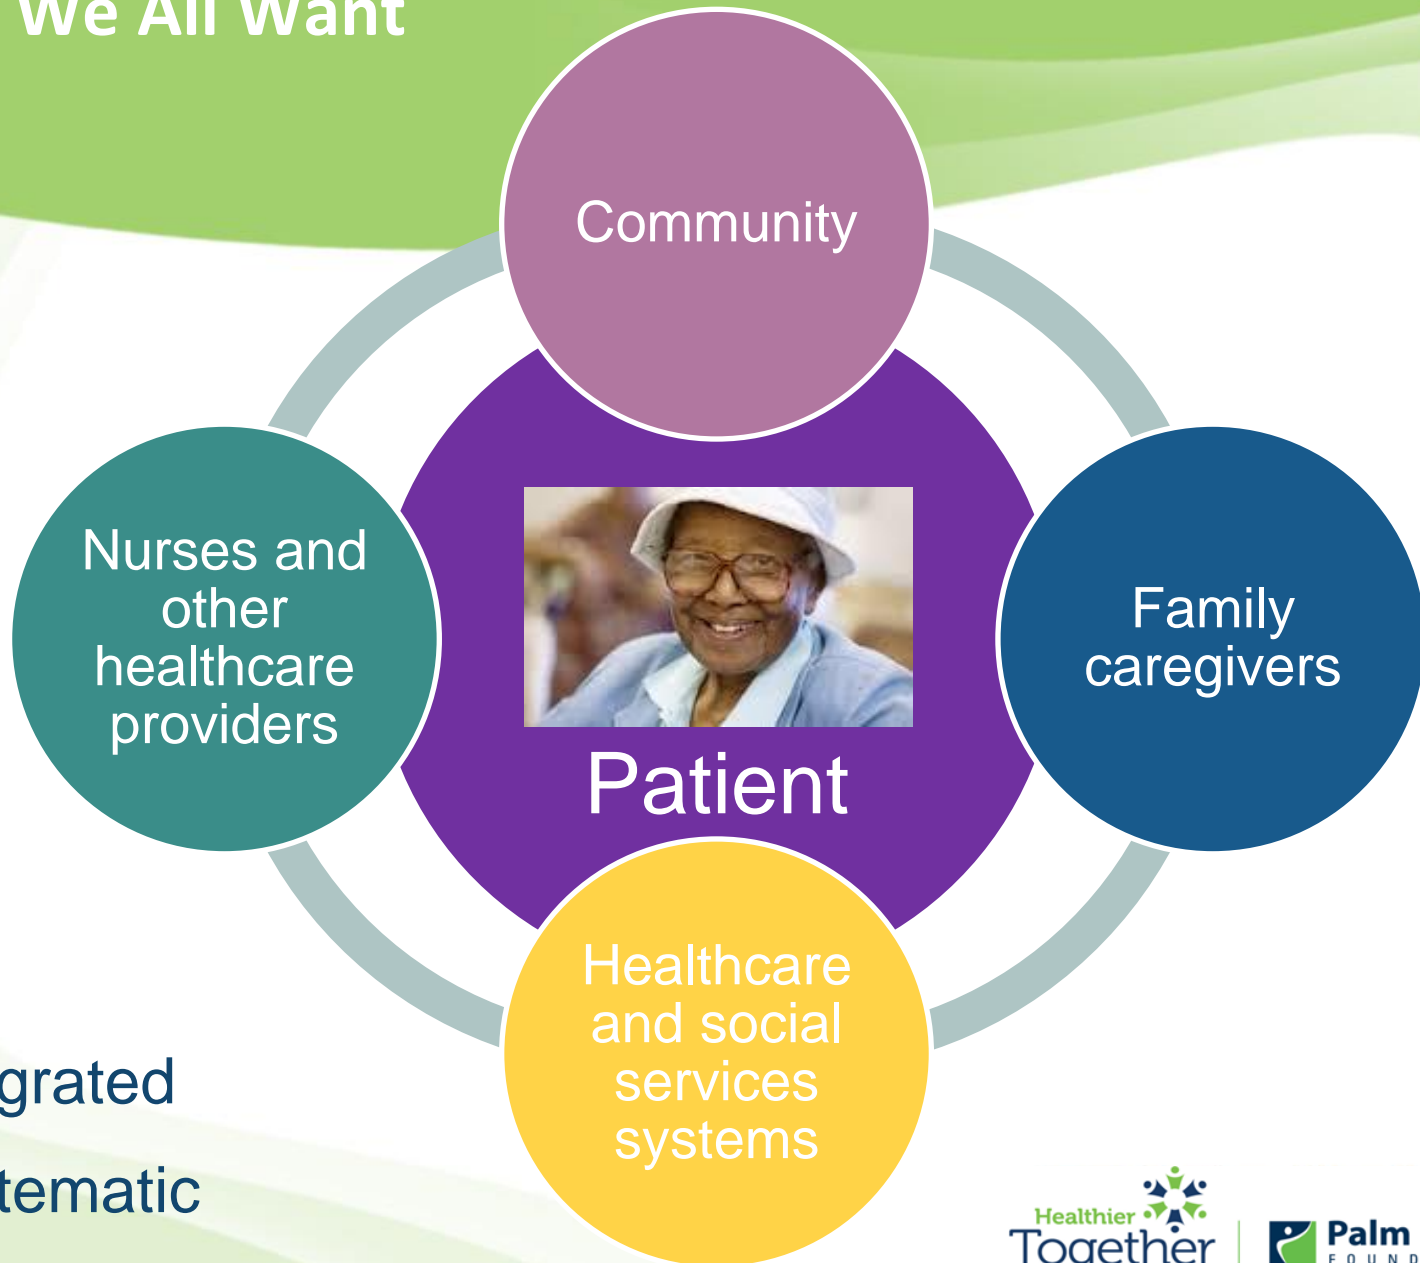 We All Want
Community
Nurses and
other
healthcare
providers
Family
caregivers
Patient
Healthcare
and social
services
systems
grated
tematic
Healthier
Together
Palm
FOUND